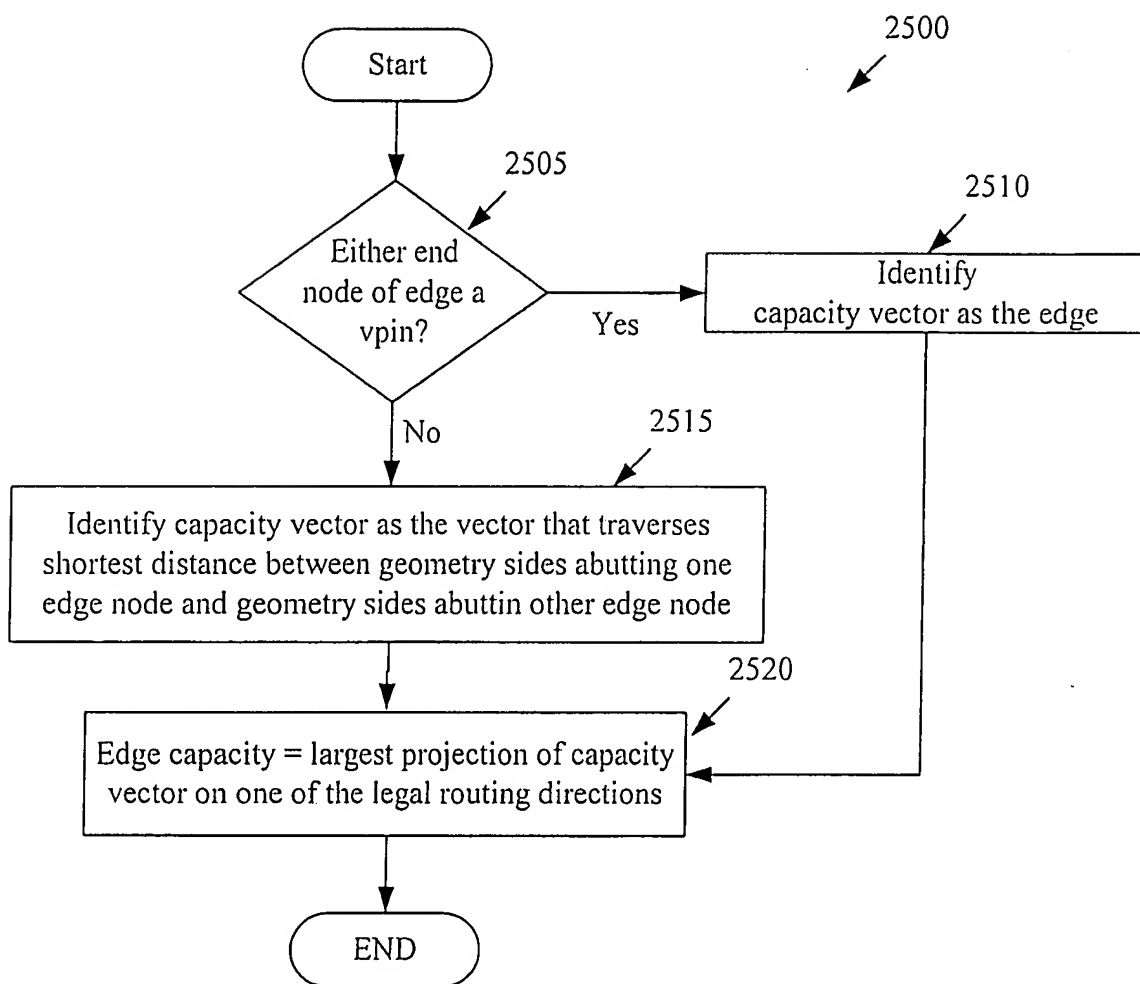 2500
Start
2505
Either end
node of edge a
vpin?
2510
Identify
capacity vector as the edge
Yes
No
2515
Identify capacity vector as the vector that traverses
shortest distance between geometry sides abutting one
edge node and geometry sides abuttin other edge node
2520
Edge capacity = largest projection of capacity
vector on one of the legal routing directions
END